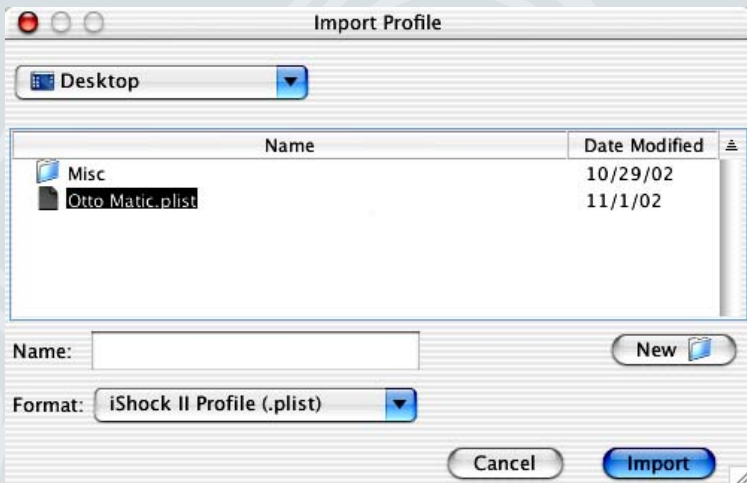 Import Profile
Desktop
Name Date Modified
Misc 10/29/02
Otto Matic.plist 11/1/02
Name:
New
Format: iShock II Profile (.plist)
Cancel Import